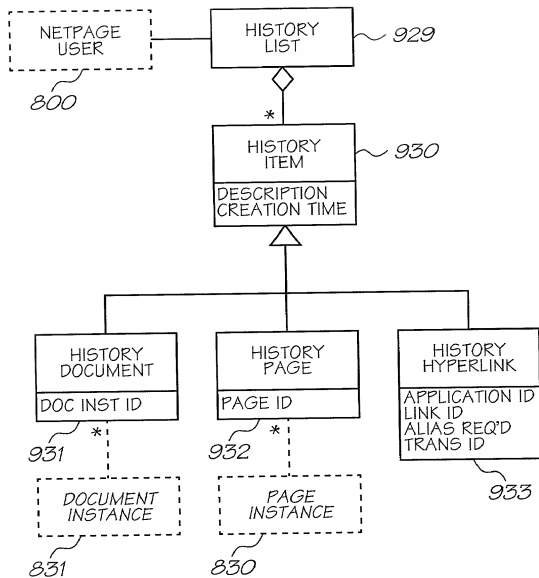 NETPAGE
USER
800
HISTORY
LIST
929
*
HISTORY
ITEM
930
DESCRIPTION
CREATION TIME
HISTORY
DOCUMENT
DOC INST ID
931
*
HISTORY
PAGE
PAGE ID
932
*
HISTORY
HYPERLINK
APPLICATION ID
LINK ID
ALIAS REQ'D
TRANS ID
933
DOCUMENT
INSTANCE
831
PAGE
INSTANCE
830